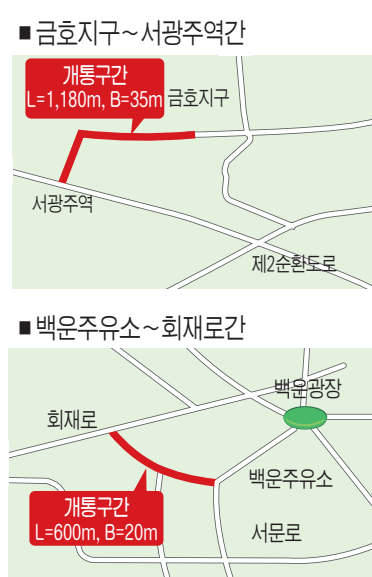 ■ 금호지구~서광주역간
개통구간
L=1,180m, B=35m
금호지구
서광주역
제2순환도로
■ 백운주유소~회재로간
백운광장
회재로
백운주유소
개통구간
L=600m, B=20m
서문로